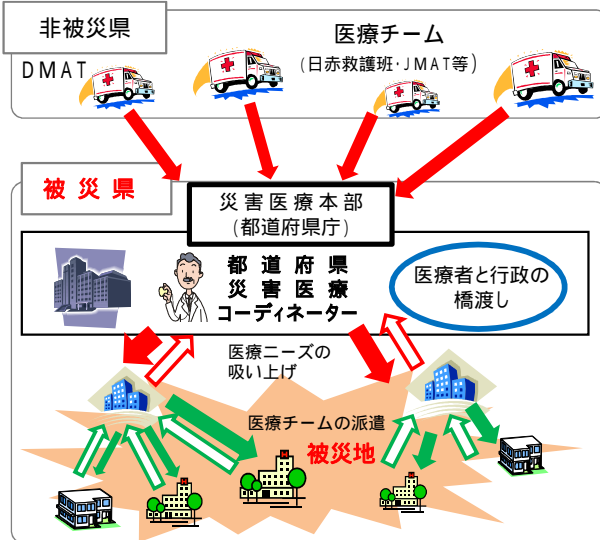 非被災県
医療チーム
DMAT
(日赤救護班・JMAT等)
被災県
災害医療本部
(都道府県庁)
都道府県
災害医療
コーディネーター
医療者と行政の
橋渡し
医療ニーズの
吸い上げ
医療チームの派遣
被災地